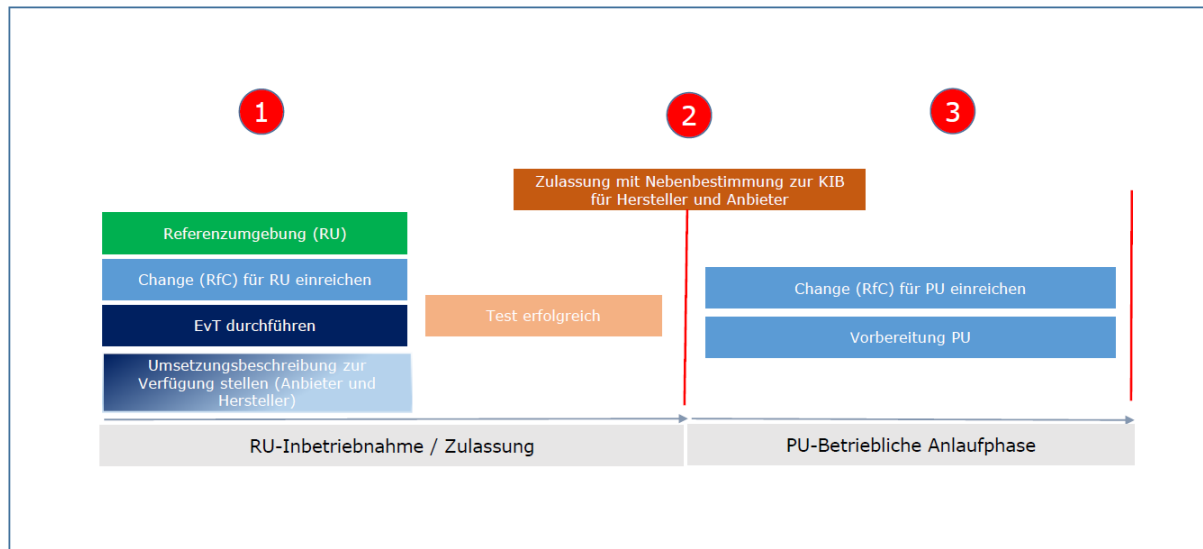 1
2
3
Zulassung mit Nebenbestimmung zur KIB
für Hersteller und Anbieter
Referenzumgebung (RU)
Change (RfC) für RU einreichen
EvT durchführen
Umsetzungsbeschreibung zur
Verfügung stellen (Anbieter und
Hersteller)
Test erfolgreich
Change (RfC) für PU einreichen
Vorbereitung PU
RU-Inbetriebnahme / Zulassung
PU-Betriebliche Anlaufphase